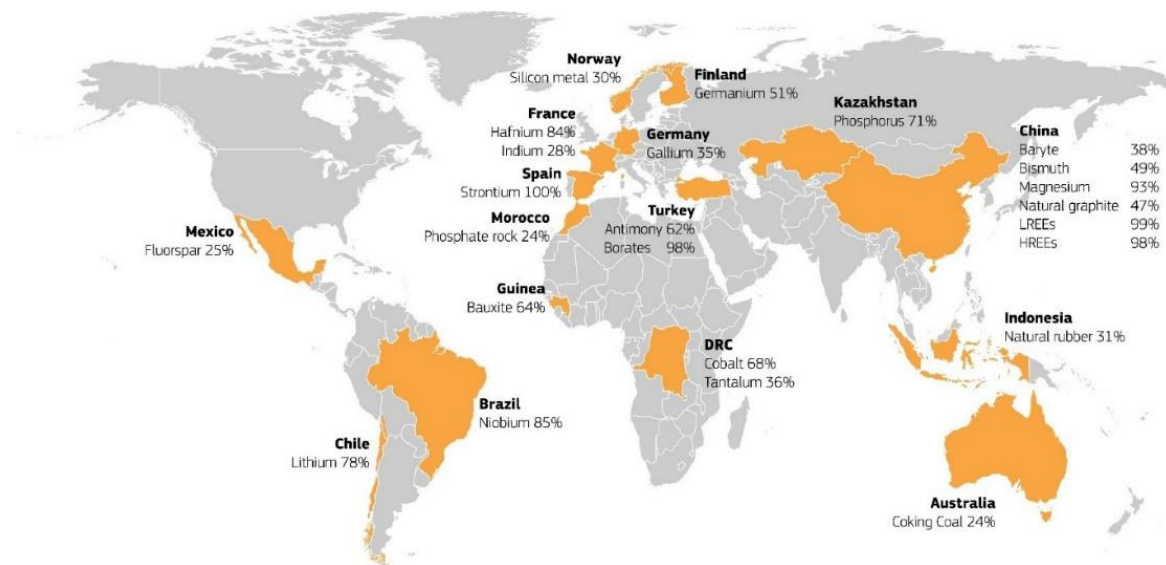 Norway
Silicon metal 30%
Finland
Germanium 51%
France
Hafnium 84%
Indium 28%
Germany
Gallium 35%
Kazakhstan
Phosphorus 71%
China
Baryte 38%
Bismuth 49%
Magnesium 93%
Natural graphite 47%
LREEs 99%
HREEs 98%
Spain
Strontium 100%
Morocco
Phosphate rock 24%
Turkey
Antimony 62%
Borates 98%
Mexico
Fluorspar 25%
Guinea
Bauxite 64%
Indonesia
Natural rubber 31%
DRC
Cobalt 68%
Tantalum 36%
Brazil
Niobium 85%
Chile
Lithium 78%
Australia
Coking Coal 24%